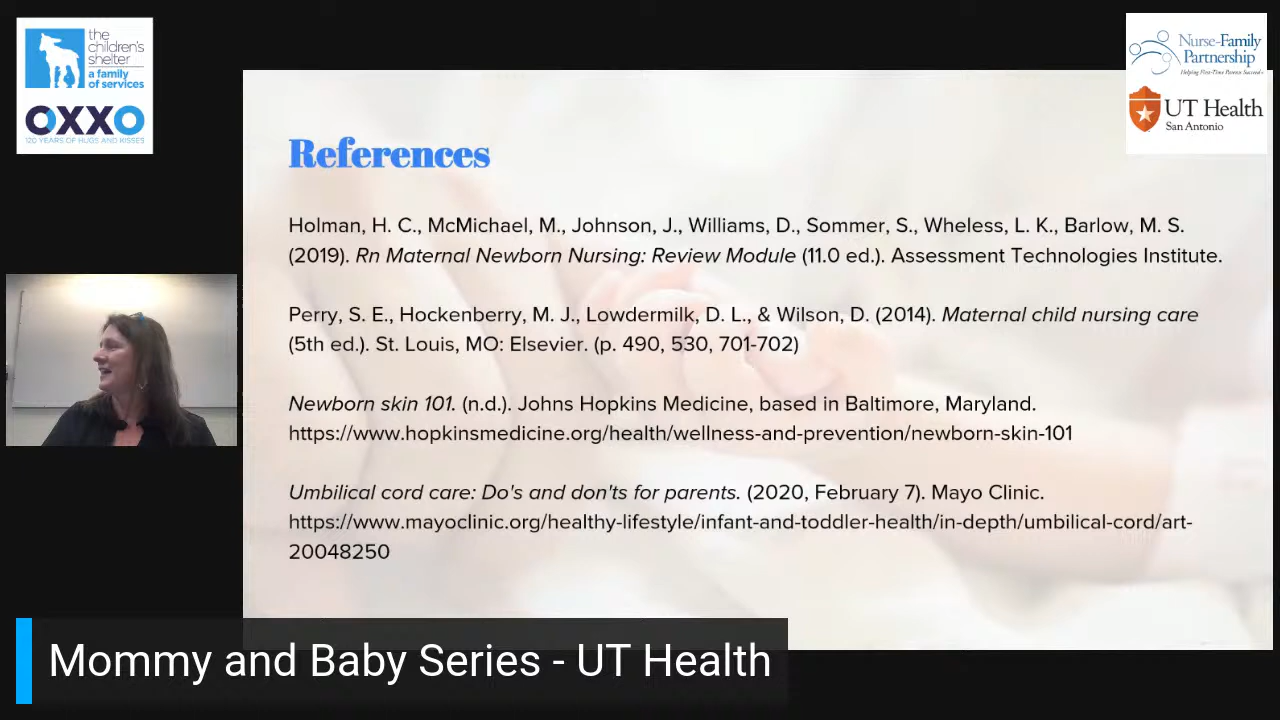 the
children's
shelter
a family
of services
OXXO
120 YEARS OF HUGS AND KISSES
Nurse-Family
Partnership
Helping First-Time Parents Succeed
UT Health
San Antonio
References
Holman, H. C., McMichael, M., Johnson, J., Williams, D., Sommer, S., Wheless, L. K., Barlow, M. S.
(2019). Rn Maternal Newborn Nursing: Review Module (11.0 ed.). Assessment Technologies Institute.
Perry, S. E., Hockenberry, M. J., Lowdermilk, D. L., & Wilson, D. (2014). Maternal child nursing care
(5th ed.). St. Louis, MO: Elsevier. (p. 490, 530, 701-702)
Newborn skin 101. (n.d.). Johns Hopkins Medicine, based in Baltimore, Maryland.
https://www.hopkinsmedicine.org/health/wellness-and-prevention/newborn-skin-101
Umbilical cord care: Do's and don'ts for parents. (2020, February 7). Mayo Clinic.
https://www.mayoclinic.org/healthy-lifestyle/infant-and-toddler-health/in-depth/umbilical-cord/art-
20048250
Mommy and Baby Series - UT Health